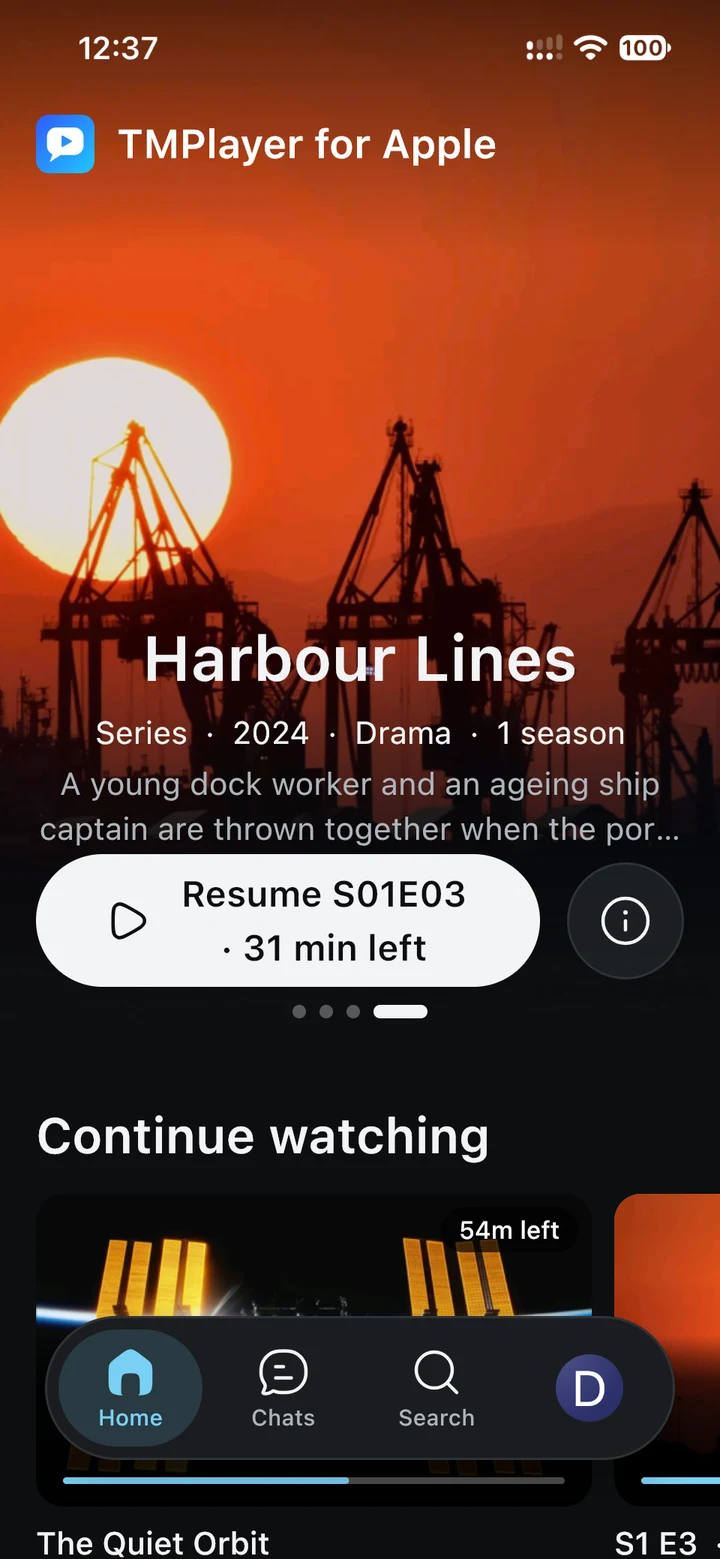 12:37
100
TMPlayer for Apple
Harbour Lines
Series · 2024 · Drama · 1 season
A young dock worker and an ageing ship
captain are thrown together when the por...
Resume S01E03
· 31 min left
Continue watching
54m left
Home
Chats
Search
D
The Quiet Orbit
S1 E3